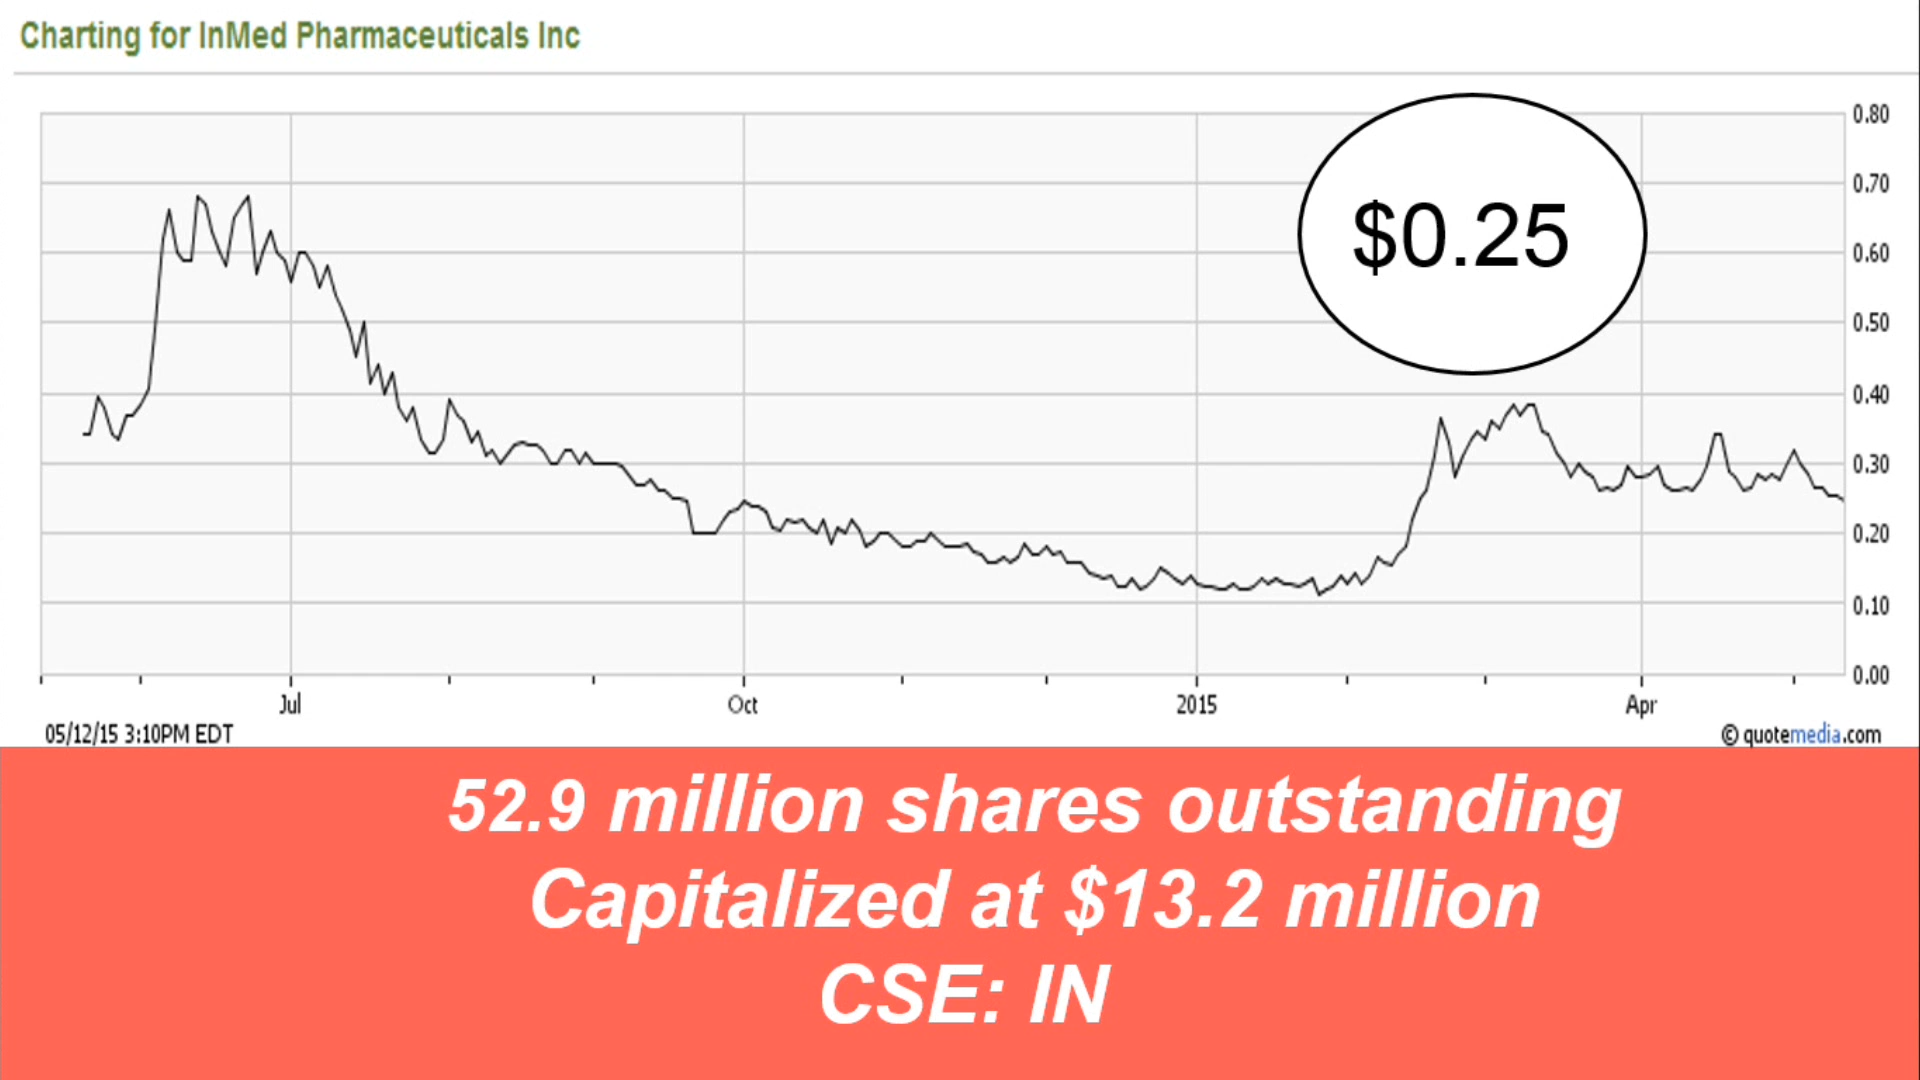 Charting for InMed Pharmaceuticals Inc
0.80
$0.25
0.70
0.60
0.50
0.40
0.30
0.20
0.10
0.00
Jul Oct 2015 Apr
05/12/15 3:10PM EDT © quotemedia.com
52.9 million shares outstanding
Capitalized at $13.2 million
CSE: IN